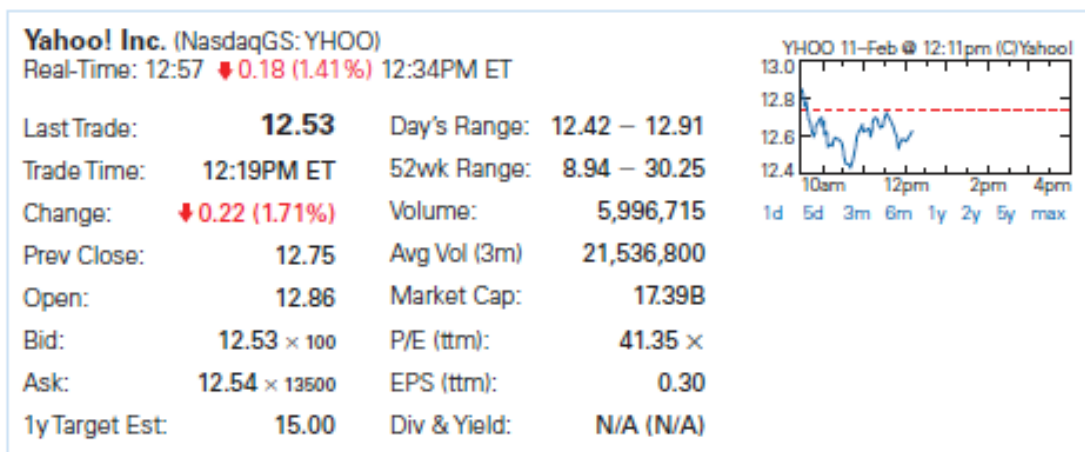 Yahoo! Inc. (NasdaqGS: YHOO)
Real-Time: 12:57 0.18 (1.41%) 12:34PM ET
Last Trade: 12.53
Trade Time: 12:19PM ET
Change: 0.22 (1.71%)
Prev Close: 12.75
Open: 12.86
Bid: 12.53 × 100
Ask: 12.54 × 13500
1y Target Est: 15.00
Day's Range: 12.42 – 12.91
52wk Range: 8.94 – 30.25
Volume: 5,996,715
Avg Vol (3m) 21,536,800
Market Cap: 17.39B
P/E (ttm): 41.35 ×
EPS (ttm): 0.30
Div & Yield: N/A (N/A)
YHOO 11–Feb @ 12:11pm (C)Yahoo!
13.0
12.8
12.6
12.4
10am 12pm 2pm 4pm
1d 5d 3m 6m 1y 2y 5y max